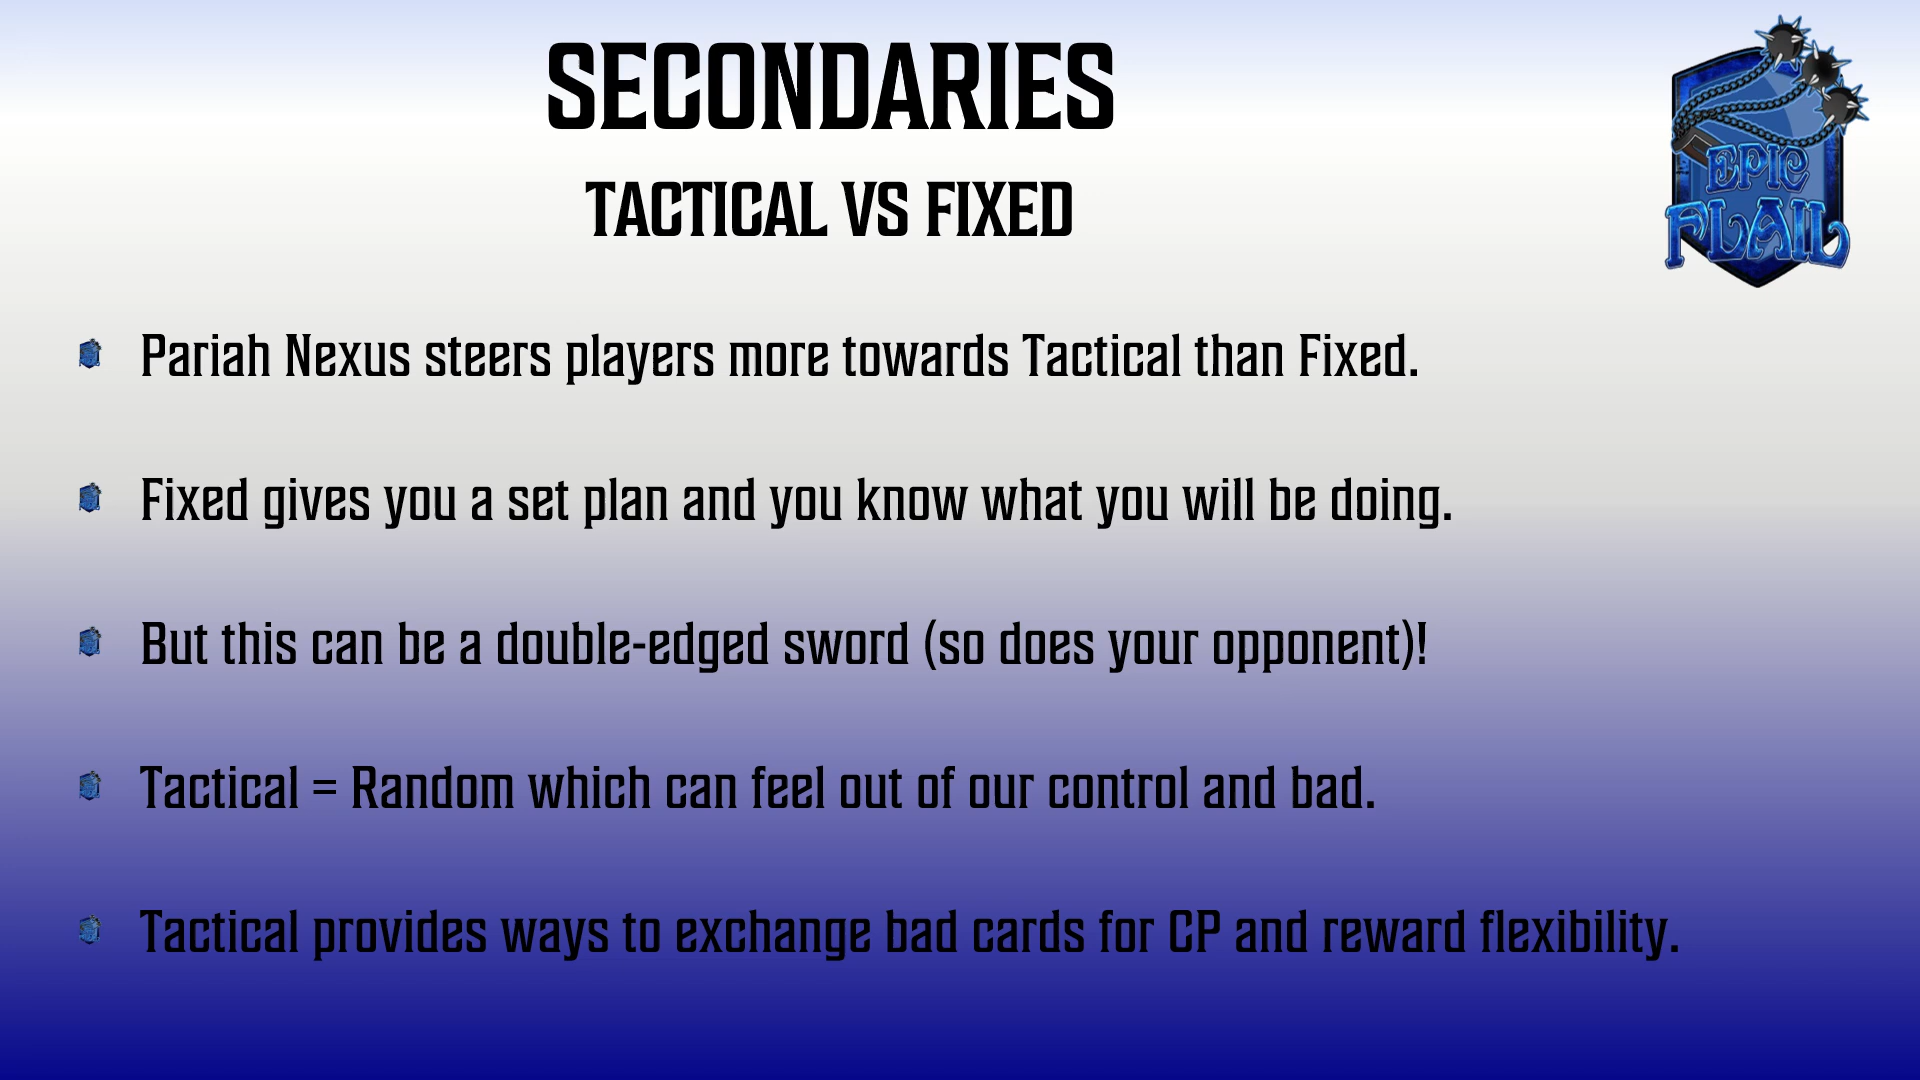 SECONDARIES
TACTICAL VS FIXED
EPIC
FLAIL
Pariah Nexus steers players more towards Tactical than Fixed.
Fixed gives you a set plan and you know what you will be doing.
But this can be a double-edged sword (so does your opponent)!
Tactical = Random which can feel out of our control and bad.
Tactical provides ways to exchange bad cards for CP and reward flexibility.